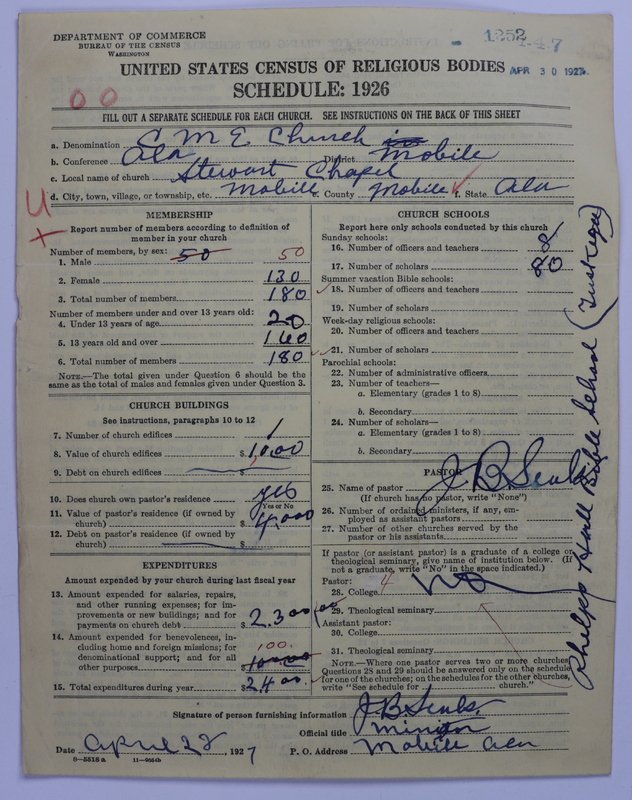 DEPARTMENT OF COMMERCE
BUREAU OF THE CENSUS
WASHINGTON
1252
4.7
UNITED STATES CENSUS OF RELIGIOUS BODIES
APR 30 1927
SCHEDULE: 1926
0 0
FILL OUT A SEPARATE SCHEDULE FOR EACH CHURCH. SEE INSTRUCTIONS ON THE BACK OF THIS SHEET
a. Denomination C M E Church in
b. Conference Ala District Mobile
c. Local name of church Stewart Chapel
d. City, town, village, or township, etc. Mobile e. County Mobile f. State Ala
MEMBERSHIP
Report number of members according to definition of
member in your church
Number of members, by sex:
1. Male 50 50
2. Female 130
3. Total number of members 180
Number of members under and over 13 years old:
4. Under 13 years of age 20
5. 13 years old and over 160
6. Total number of members 180
NOTE.—The total given under Question 6 should be
same as the total of males and females given under Question 3.
CHURCH BUILDINGS
See instructions, paragraphs 10 to 12
7. Number of church edifices 1
8. Value of church edifices $ 10,00
9. Debt on church edifices $
10. Does church own pastor's residence yes
Yes or No
11. Value of pastor's residence (if owned by
church) $ 4,000
12. Debt on pastor's residence (if owned by
church) $
EXPENDITURES
Amount expended by your church during last fiscal year
13. Amount expended for salaries, repairs,
and other running expenses; for im-
provements or new buildings; and for
payments on church debt $ 2.300
14. Amount expended for benevolences, in-
cluding home and foreign missions; for
denominational support; and for all
other purposes $ 100.
15. Total expenditures during year $ 2400.
CHURCH SCHOOLS
Report here only schools conducted by this church
Sunday schools:
16. Number of officers and teachers 8
17. Number of scholars 80
Summer vacation Bible schools:
18. Number of officers and teachers
19. Number of scholars
Week-day religious schools:
20. Number of officers and teachers
21. Number of scholars
Parochial schools:
22. Number of administrative officers
23. Number of teachers—
a. Elementary (grades 1 to 8)
b. Secondary
24. Number of scholars—
a. Elementary (grades 1 to 8)
b. Secondary
PASTOR
25. Name of pastor J B
(If church has no pastor, write "None")
26. Number of ordained ministers, if any, em-
ployed as assistant pastors
27. Number of other churches served by the
pastor or his assistants
If pastor (or assistant pastor) is a graduate of a college or
theological seminary, give name of institution below. (If
not a graduate, write "No" in the space indicated.)
Pastor:
28. College 4 no
29. Theological seminary
Assistant pastor:
30. College
31. Theological seminary
NOTE.—Where one pastor serves two or more churches,
Questions 28 and 29 should be answered only on the schedule
for one of the churches; on the schedules for the other churches,
write "See schedule for church."
Phelps Hall Bible School (Tuskegee)
Signature of person furnishing information J B
Official title
Date April 28, 1927 P. O. Address Mobile Ala
8—5518 a 11—9054b